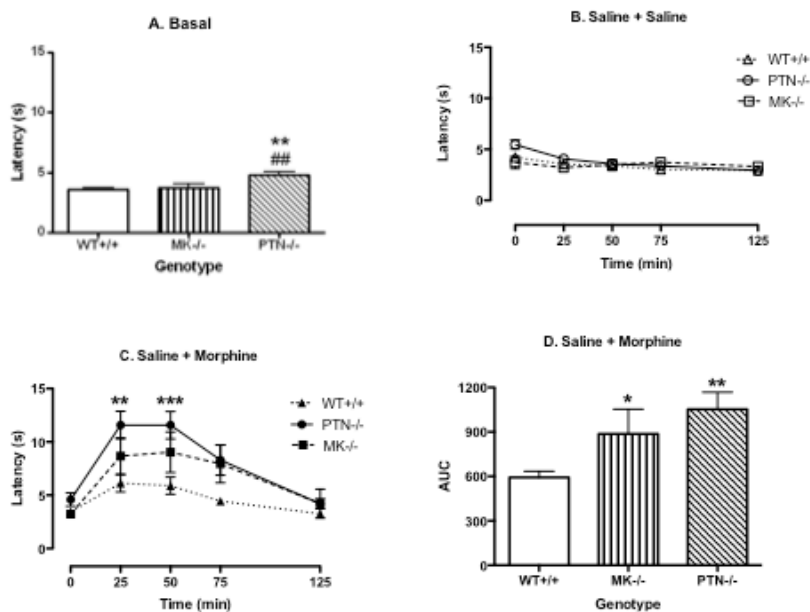 A. Basal
15
10
5
0
Latency (s)
**
##
WT+/+ MK-/- PTN-/-
Genotype
B. Saline + Saline
15
10
5
0
Latency (s)
WT+/+
PTN-/-
MK-/-
0 25 50 75 125
Time (min)
C. Saline + Morphine
15
10
5
0
Latency (s)
** ***
WT+/+
PTN-/-
MK-/-
0 25 50 75 125
Time (min)
D. Saline + Morphine
1200
900
600
300
0
AUC
*
**
WT+/+ MK-/- PTN-/-
Genotype